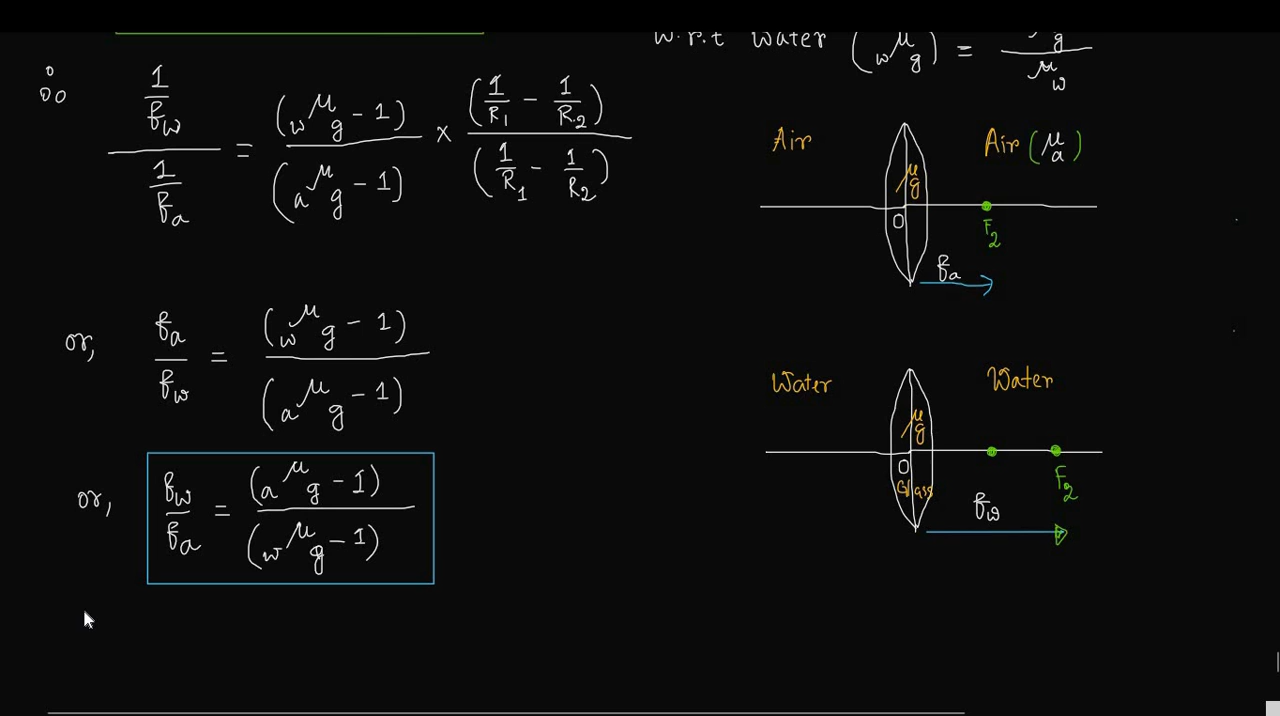 w.r.t water (wμg) = μg/μw
∴ (1/fw)/(1/fa) = (wμg - 1)/(aμg - 1) × (1/R1 - 1/R2)/(1/R1 - 1/R2)
or, fa/fw = (wμg - 1)/(aμg - 1)
or, fw/fa = (aμg - 1)/(wμg - 1)
Air Air (μa)
μg
O F2
fa
Water Water
μg
O
Glass F2
fw